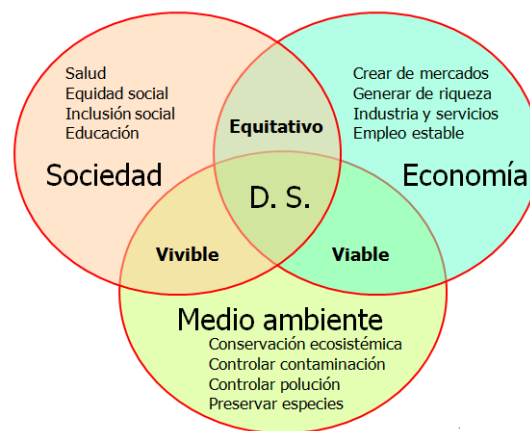 Salud
Equidad social
Inclusión social
Educación
Sociedad
Crear de mercados
Generar de riqueza
Industria y servicios
Empleo estable
Economía
Equitativo
D. S.
Vivible
Viable
Medio ambiente
Conservación ecosistémica
Controlar contaminación
Controlar polución
Preservar especies